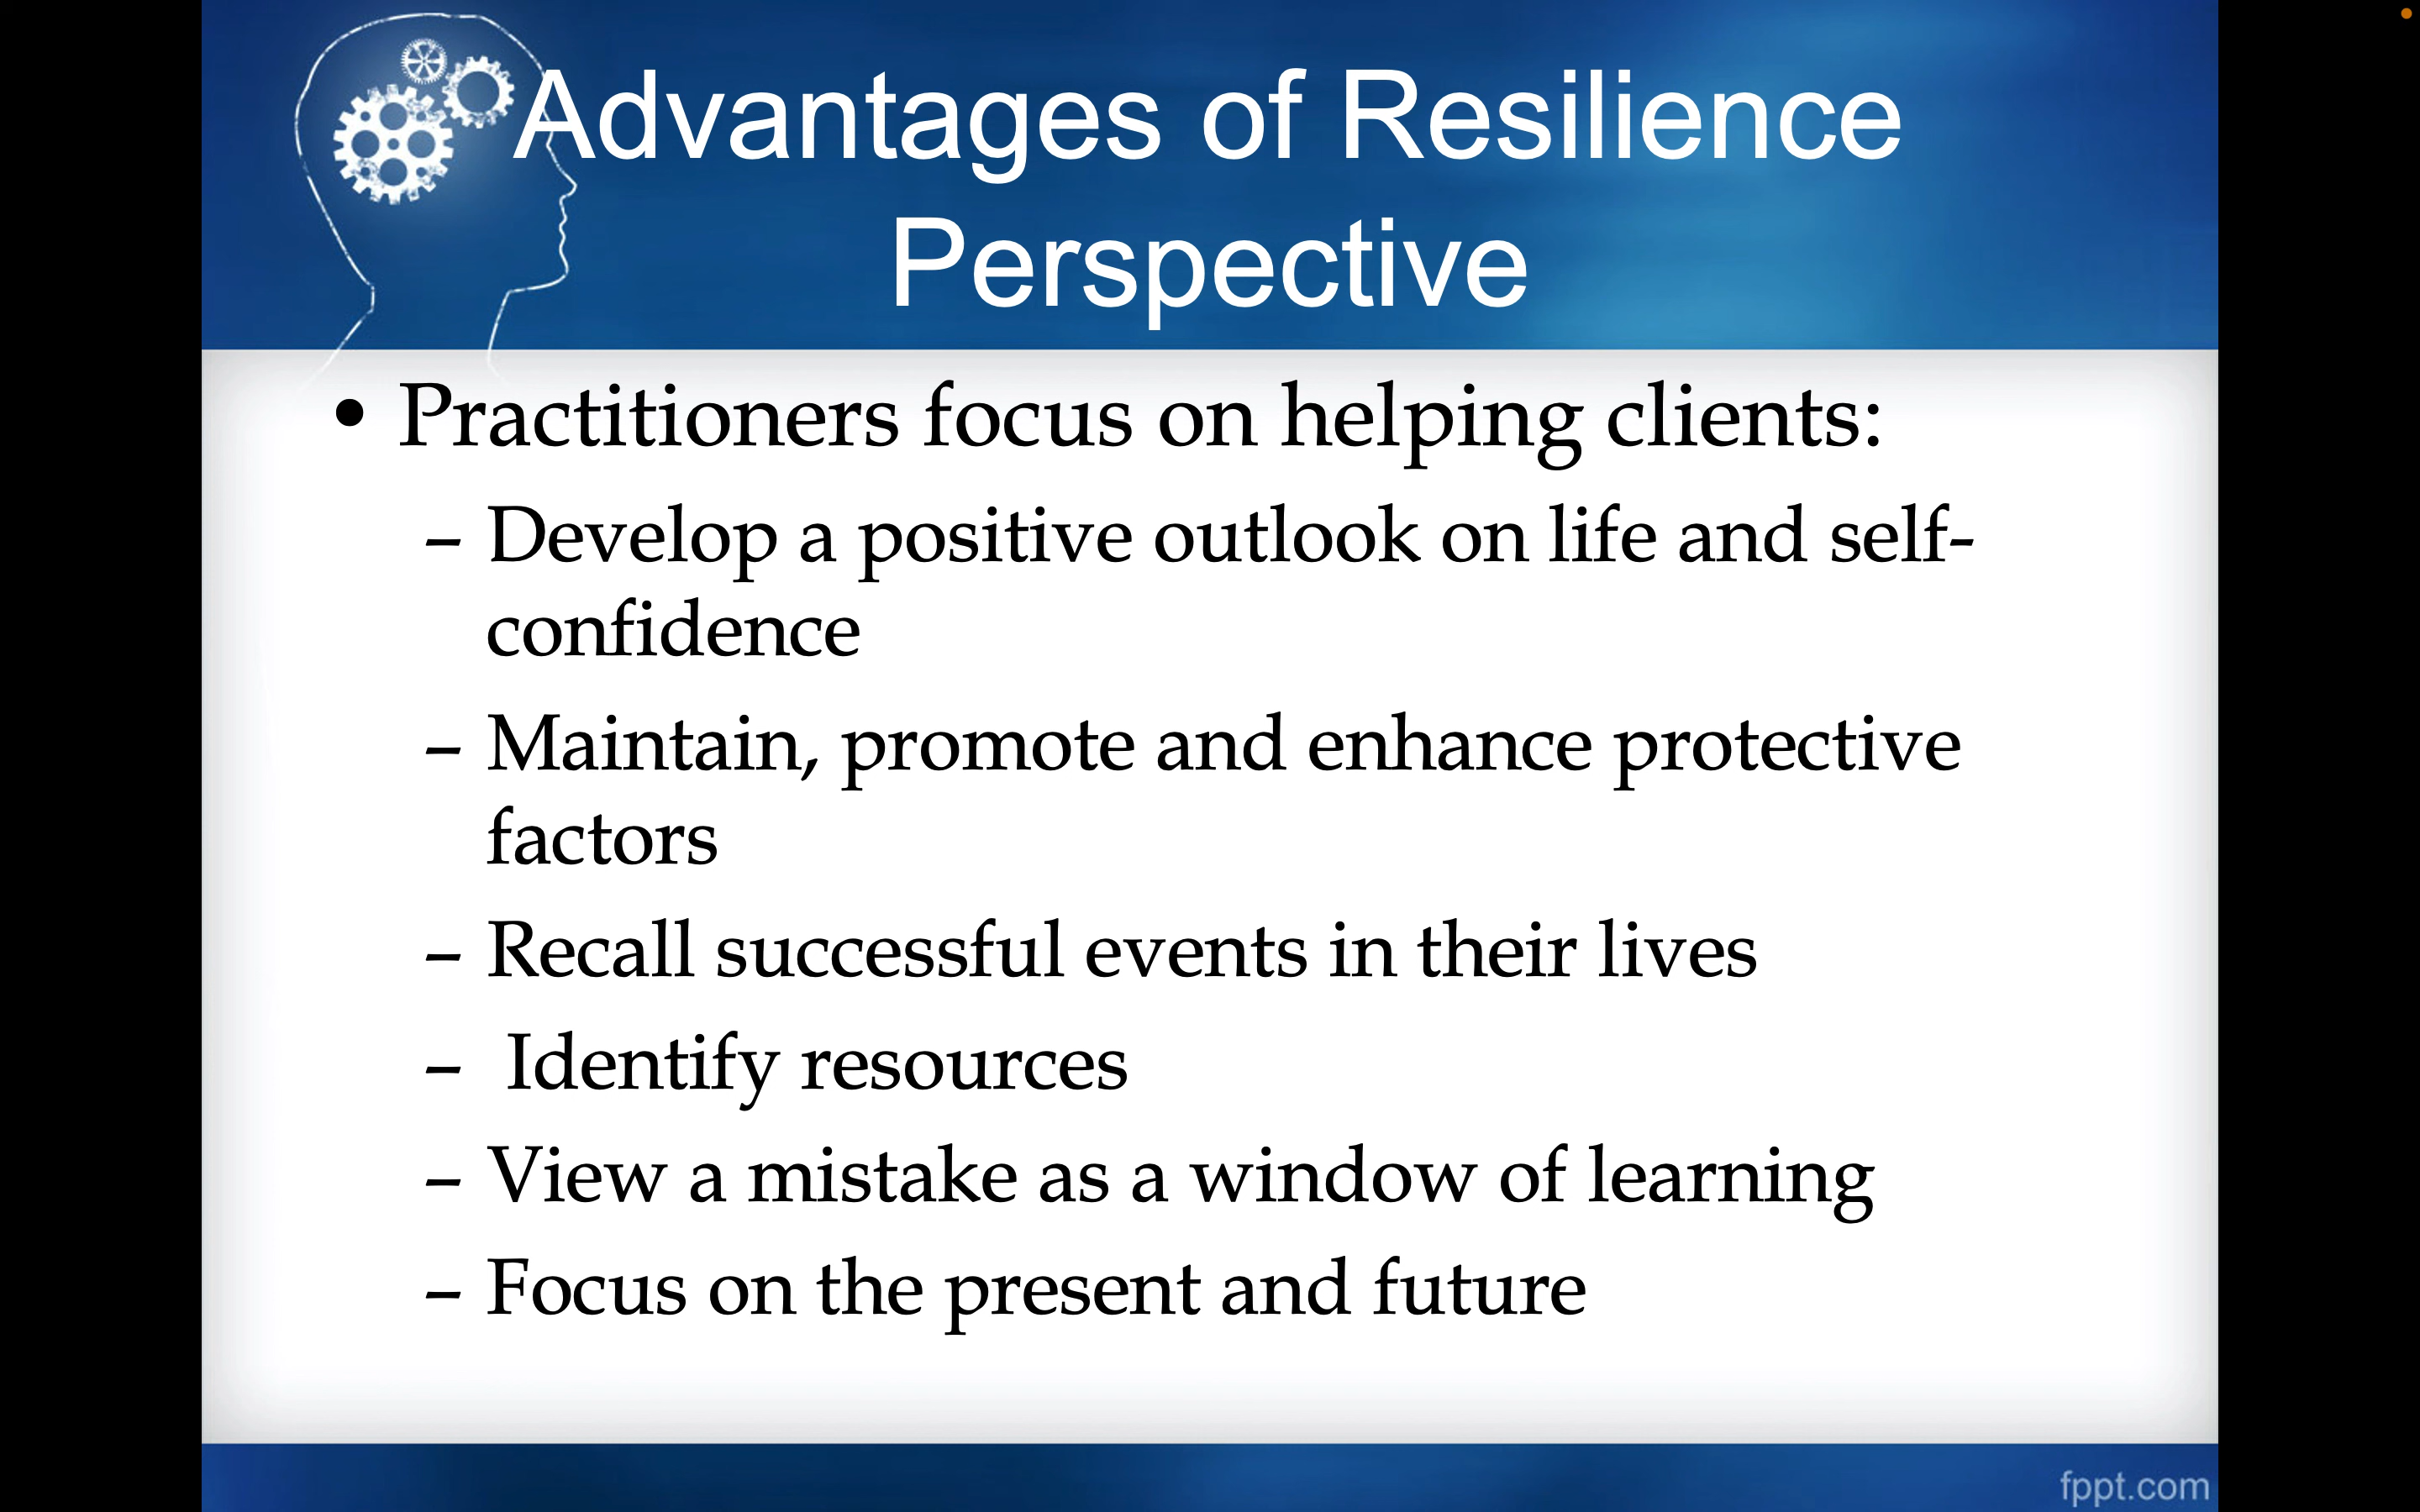 Advantages of Resilience
Perspective
• Practitioners focus on helping clients:
– Develop a positive outlook on life and self-
confidence
– Maintain, promote and enhance protective
factors
– Recall successful events in their lives
– Identify resources
– View a mistake as a window of learning
– Focus on the present and future
fppt.com